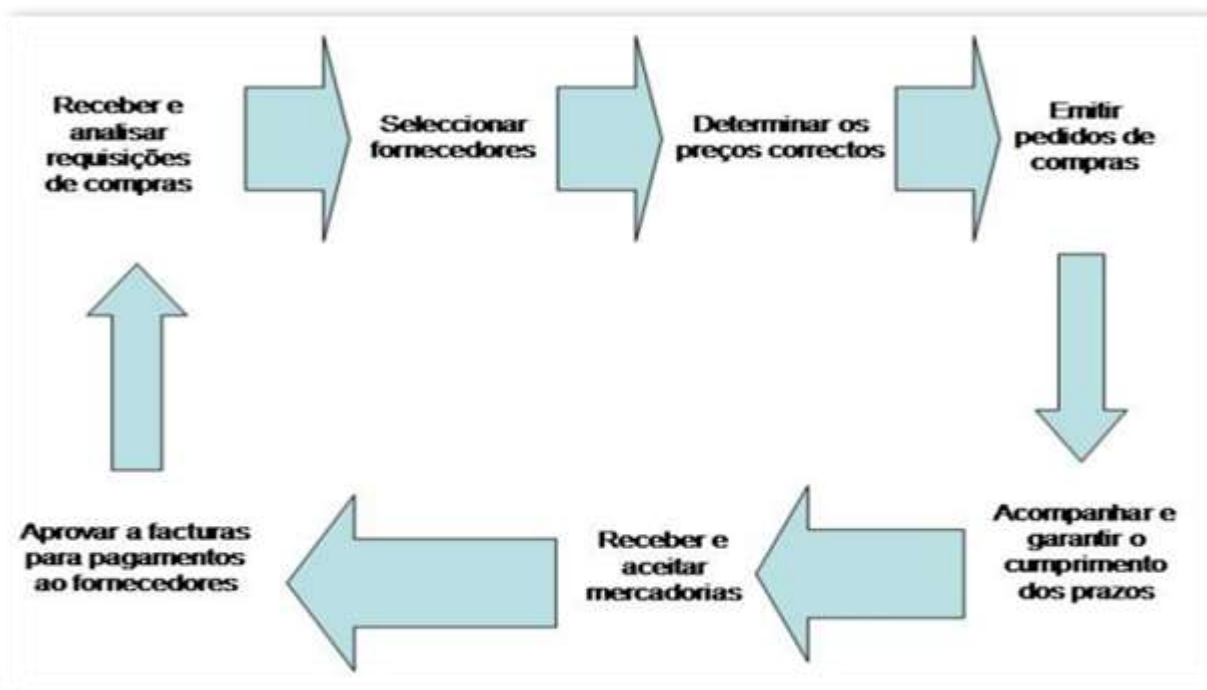 Receber e
analisar
requisições
de compras
Seleccionar
fornecedores
Determinar os
preços correctos
Emitir
pedidos de
compras
Acompanhar e
garantir o
cumprimento
dos prazos
Receber e
aceitar
mercadorias
Aprovar a facturas
para pagamentos
ao fornecedores